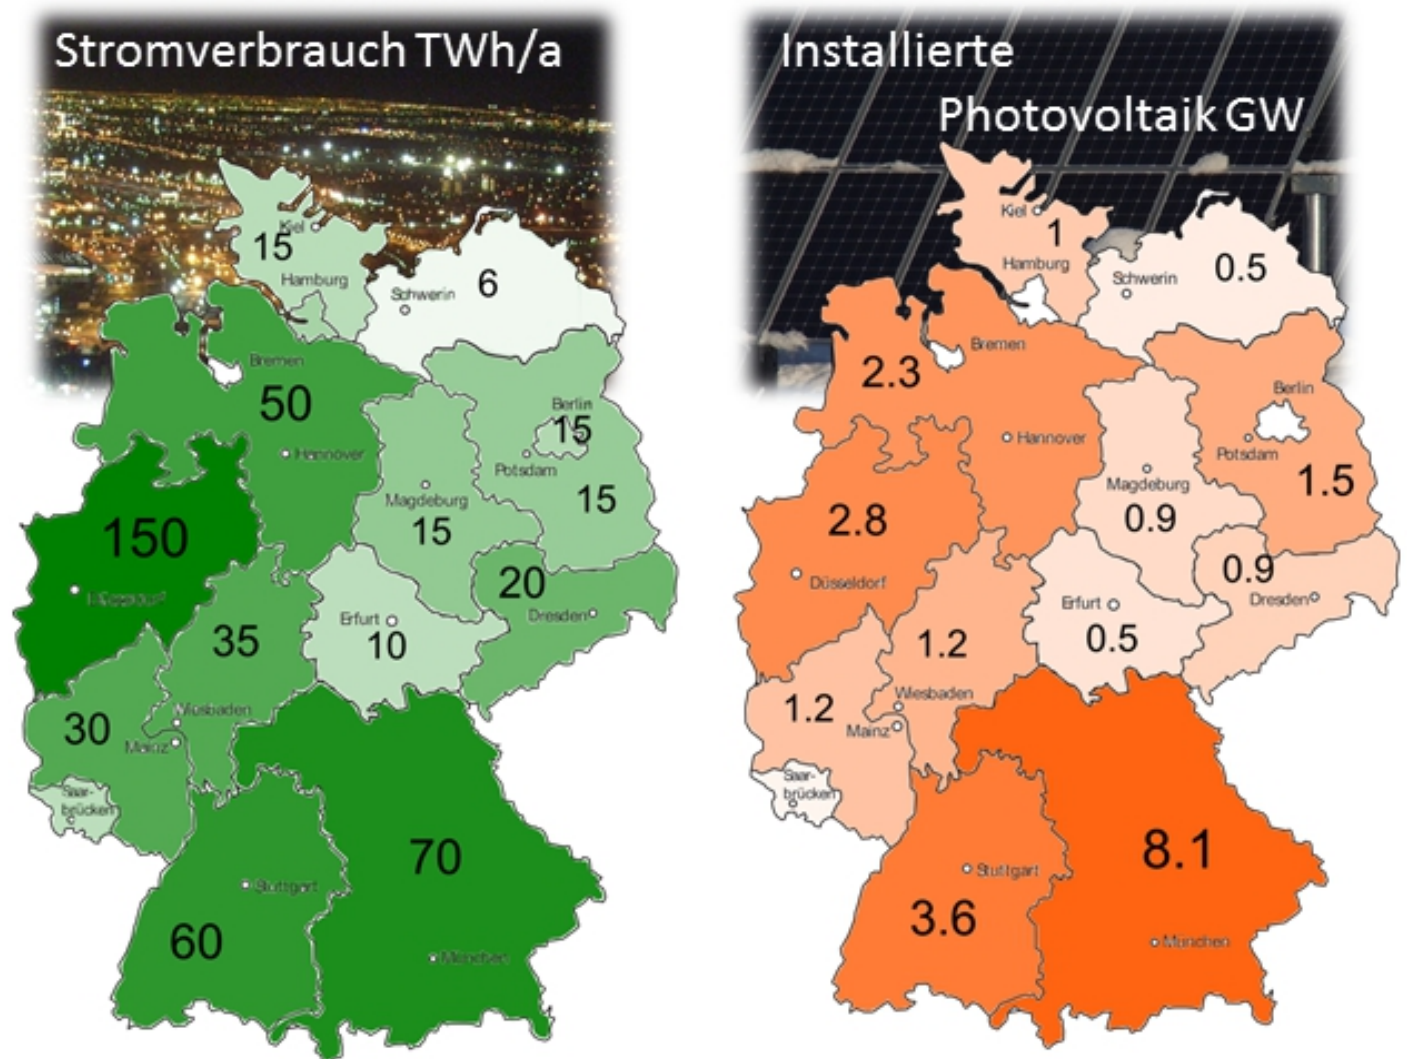 Stromverbrauch TWh/a
Kiel
15
Hamburg
6
Schwerin
Bremen
50
Berlin
15
Hannover
Potsdam
Magdeburg
15
15
150
Düsseldorf
20
Dresden
Erfurt
10
35
30
Wiesbaden
Mainz
Saar-
brücken
70
Stuttgart
60
München
Installierte
Photovoltaik GW
Kiel
1
Hamburg
0.5
Schwerin
Bremen
2.3
Berlin
Hannover
Potsdam
1.5
Magdeburg
0.9
2.8
Düsseldorf
0.9
Dresden
Erfurt
0.5
1.2
Wiesbaden
1.2
Mainz
Saar-
brücken
8.1
Stuttgart
3.6
München